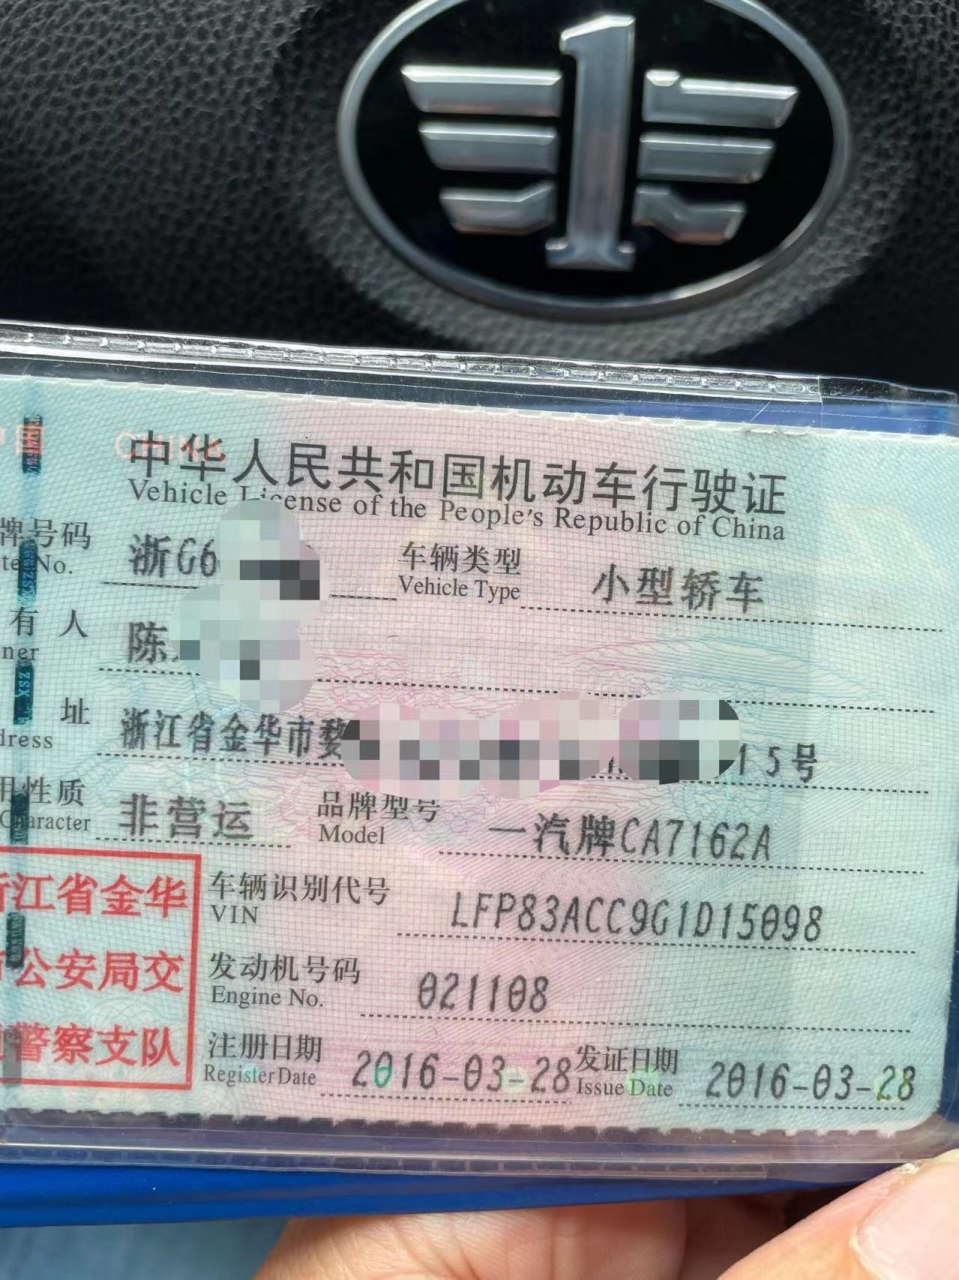 中国 CHINA
中华人民共和国机动车行驶证
Vehicle License of the People's Republic of China
牌号码 浙G6 车辆类型 小型轿车
te No. Vehicle Type
有人 陈
ner
址 浙江省金华市婺 15号
dress
用性质 非营运 品牌型号 一汽牌CA7162A
Character Model
浙江省金华 车辆识别代号 LFP83ACC9G1D15098
VIN
市公安局交 发动机号码 021108
Engine No.
警察支队 注册日期 2016-03-28 发证日期 2016-03-28
Register Date Issue Date